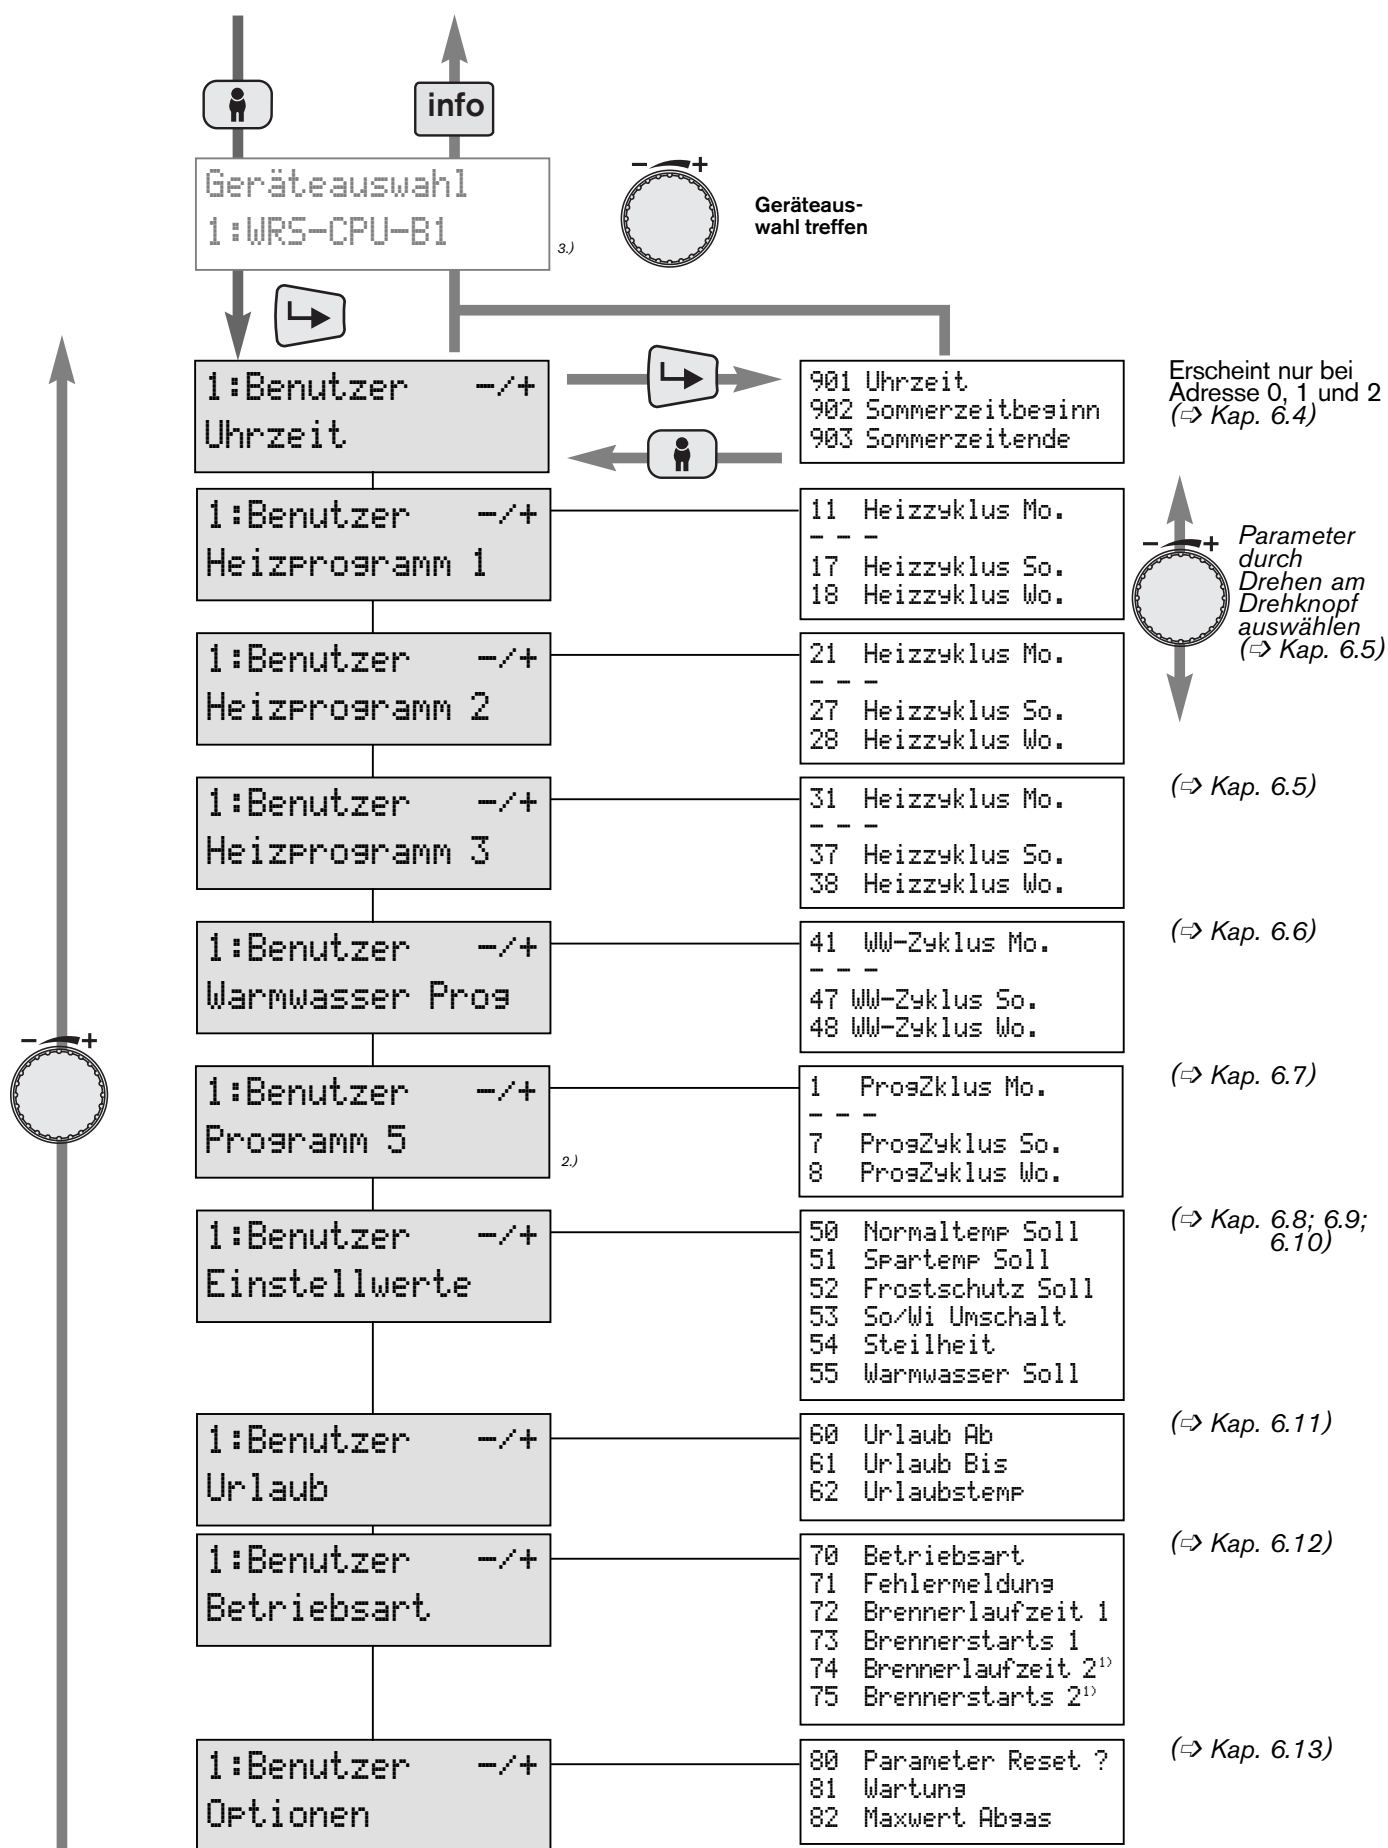 info
Geräteauswahl
1:WRS-CPU-B1
3.)
− +
Geräteaus-
wahl treffen
1:Benutzer −/+
Uhrzeit
901 Uhrzeit
902 Sommerzeitbeginn
903 Sommerzeitende
Erscheint nur bei
Adresse 0, 1 und 2
(➩ Kap. 6.4)
1:Benutzer −/+
Heizprogramm 1
11 Heizzyklus Mo.
− − −
17 Heizzyklus So.
18 Heizzyklus Wo.
− +
Parameter
durch
Drehen am
Drehknopf
auswählen
(➩ Kap. 6.5)
1:Benutzer −/+
Heizprogramm 2
21 Heizzyklus Mo.
− − −
27 Heizzyklus So.
28 Heizzyklus Wo.
1:Benutzer −/+
Heizprogramm 3
31 Heizzyklus Mo.
− − −
37 Heizzyklus So.
38 Heizzyklus Wo.
(➩ Kap. 6.5)
1:Benutzer −/+
Warmwasser Prog
41 WW-Zyklus Mo.
− − −
47 WW-Zyklus So.
48 WW-Zyklus Wo.
(➩ Kap. 6.6)
− +
1:Benutzer −/+
Programm 5
2.)
1 ProgZklus Mo.
− − −
7 ProgZyklus So.
8 ProgZyklus Wo.
(➩ Kap. 6.7)
1:Benutzer −/+
Einstellwerte
50 Normaltemp Soll
51 Spartemp Soll
52 Frostschutz Soll
53 So/Wi Umschalt
54 Steilheit
55 Warmwasser Soll
(➩ Kap. 6.8; 6.9;
6.10)
1:Benutzer −/+
Urlaub
60 Urlaub Ab
61 Urlaub Bis
62 Urlaubstemp
(➩ Kap. 6.11)
1:Benutzer −/+
Betriebsart
70 Betriebsart
71 Fehlermeldung
72 Brennerlaufzeit 1
73 Brennerstarts 1
74 Brennerlaufzeit 2¹⁾
75 Brennerstarts 2¹⁾
(➩ Kap. 6.12)
1:Benutzer −/+
Optionen
80 Parameter Reset ?
81 Wartung
82 Maxwert Abgas
(➩ Kap. 6.13)